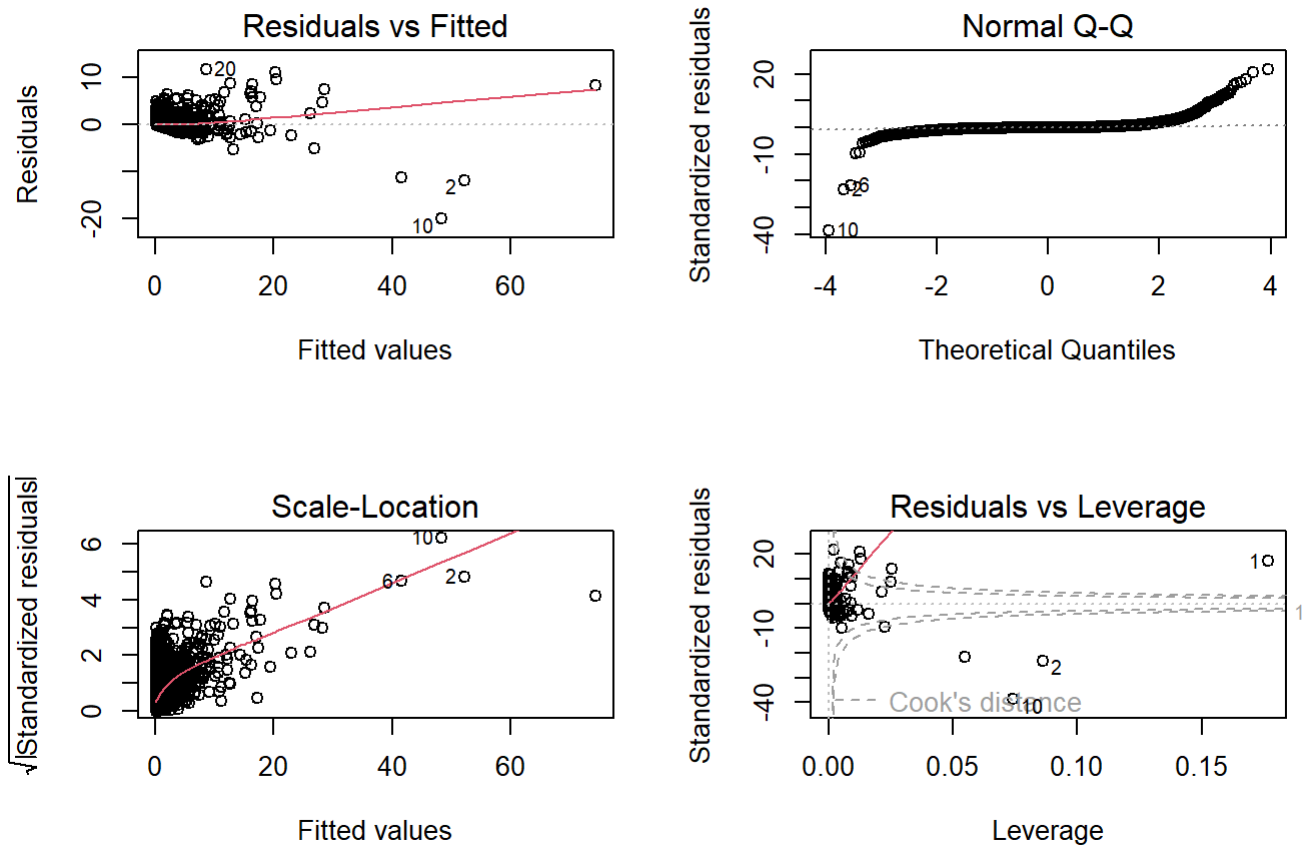 Residuals vs Fitted
Residuals
10
0
-20
20
2
10
0 20 40 60
Fitted values
Normal Q-Q
Standardized residuals
20
-10
-40
2
6
10
-4 -2 0 2 4
Theoretical Quantiles
Scale-Location
√|Standardized residuals|
6
4
2
0
10
6
2
0 20 40 60
Fitted values
Residuals vs Leverage
Standardized residuals
20
-10
-40
1
1
2
10
Cook's distance
0.00 0.05 0.10 0.15
Leverage